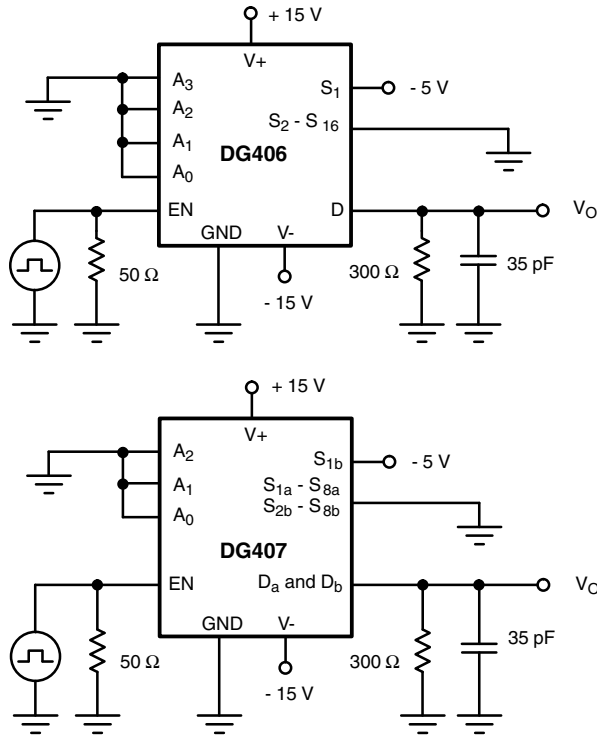 + 15 V
V+
A3
S1
- 5 V
A2
S2 - S 16
A1
DG406
A0
EN
D
VO
GND
V-
50 Ω
300 Ω
35 pF
- 15 V
+ 15 V
V+
A2
S1b
- 5 V
A1
S1a - S8a
A0
S2b - S8b
DG407
EN
Da and Db
VO
GND
V-
50 Ω
300 Ω
35 pF
- 15 V